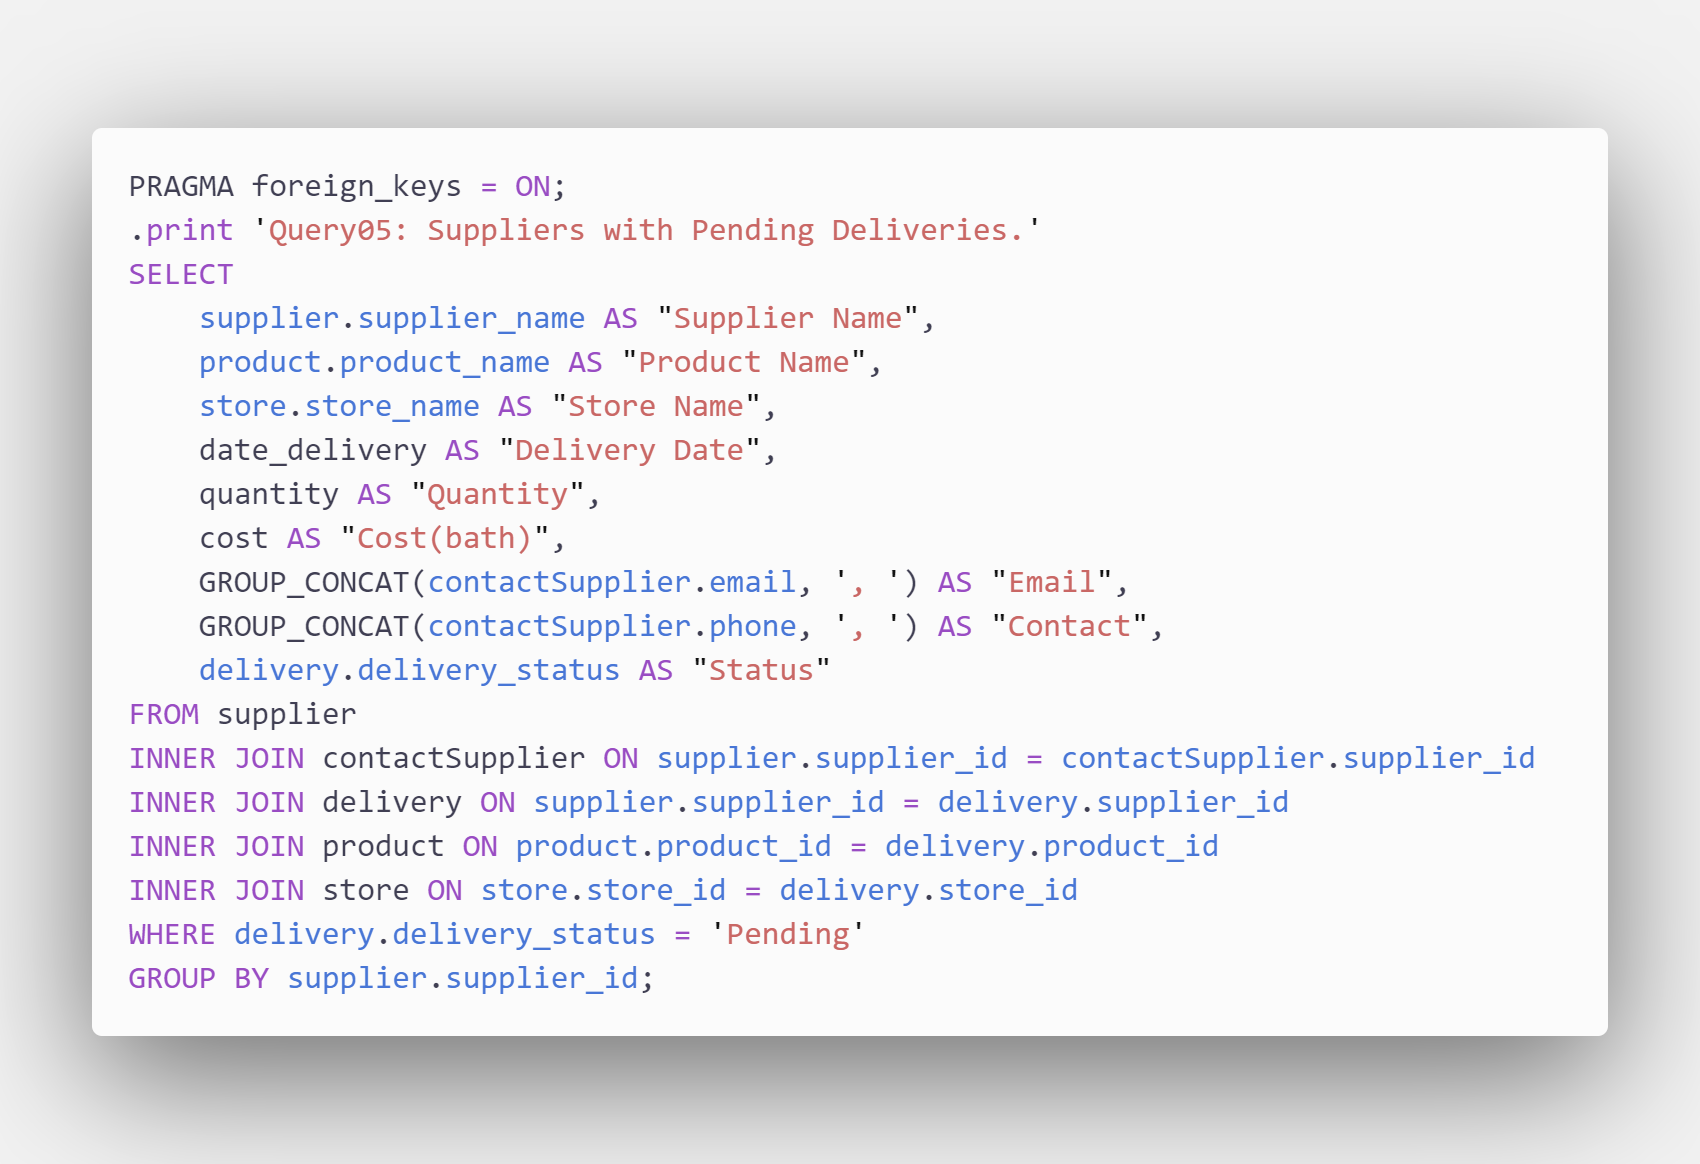 PRAGMA foreign_keys = ON;
.print 'Query05: Suppliers with Pending Deliveries.'
SELECT
    supplier.supplier_name AS "Supplier Name",
    product.product_name AS "Product Name",
    store.store_name AS "Store Name",
    date_delivery AS "Delivery Date",
    quantity AS "Quantity",
    cost AS "Cost(bath)",
    GROUP_CONCAT(contactSupplier.email, ', ') AS "Email",
    GROUP_CONCAT(contactSupplier.phone, ', ') AS "Contact",
    delivery.delivery_status AS "Status"
FROM supplier
INNER JOIN contactSupplier ON supplier.supplier_id = contactSupplier.supplier_id
INNER JOIN delivery ON supplier.supplier_id = delivery.supplier_id
INNER JOIN product ON product.product_id = delivery.product_id
INNER JOIN store ON store.store_id = delivery.store_id
WHERE delivery.delivery_status = 'Pending'
GROUP BY supplier.supplier_id;